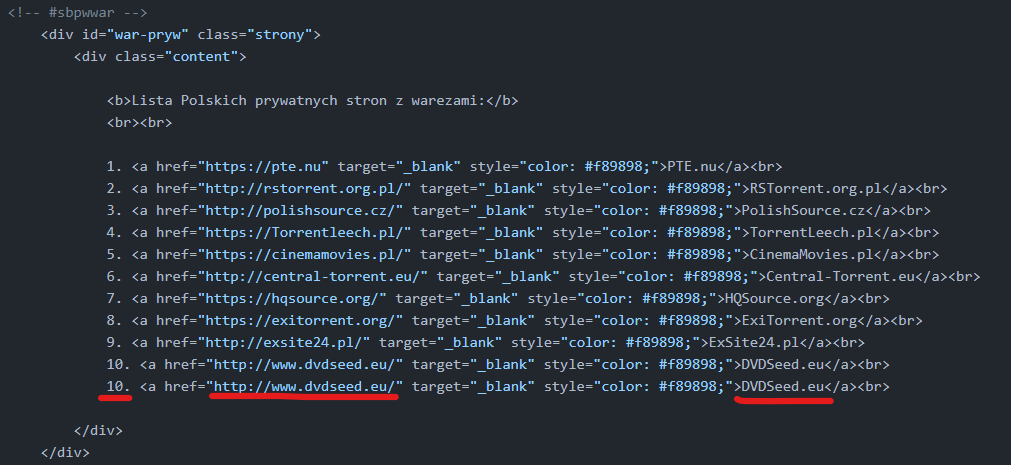 <!-- #sbpwwar -->
<div id="war-pryw" class="strony">
<div class="content">
<b>Lista Polskich prywatnych stron z warezami:</b>
<br><br>
1. <a href="https://pte.nu" target="_blank" style="color: #f89898;">PTE.nu</a><br>
2. <a href="http://rstorrent.org.pl/" target="_blank" style="color: #f89898;">RSTorrent.org.pl</a><br>
3. <a href="http://polishsource.cz/" target="_blank" style="color: #f89898;">PolishSource.cz</a><br>
4. <a href="https://Torrentleech.pl/" target="_blank" style="color: #f89898;">TorrentLeech.pl</a><br>
5. <a href="https://cinemamovies.pl/" target="_blank" style="color: #f89898;">CinemaMovies.pl</a><br>
6. <a href="http://central-torrent.eu/" target="_blank" style="color: #f89898;">Central-Torrent.eu</a><br>
7. <a href="https://hqsource.org/" target="_blank" style="color: #f89898;">HQSource.org</a><br>
8. <a href="https://exitorrent.org/" target="_blank" style="color: #f89898;">ExiTorrent.org</a><br>
9. <a href="http://exsite24.pl/" target="_blank" style="color: #f89898;">ExSite24.pl</a><br>
10. <a href="http://www.dvdseed.eu/" target="_blank" style="color: #f89898;">DVDSeed.eu</a><br>
10. <a href="http://www.dvdseed.eu/" target="_blank" style="color: #f89898;">DVDSeed.eu</a><br>
</div>
</div>